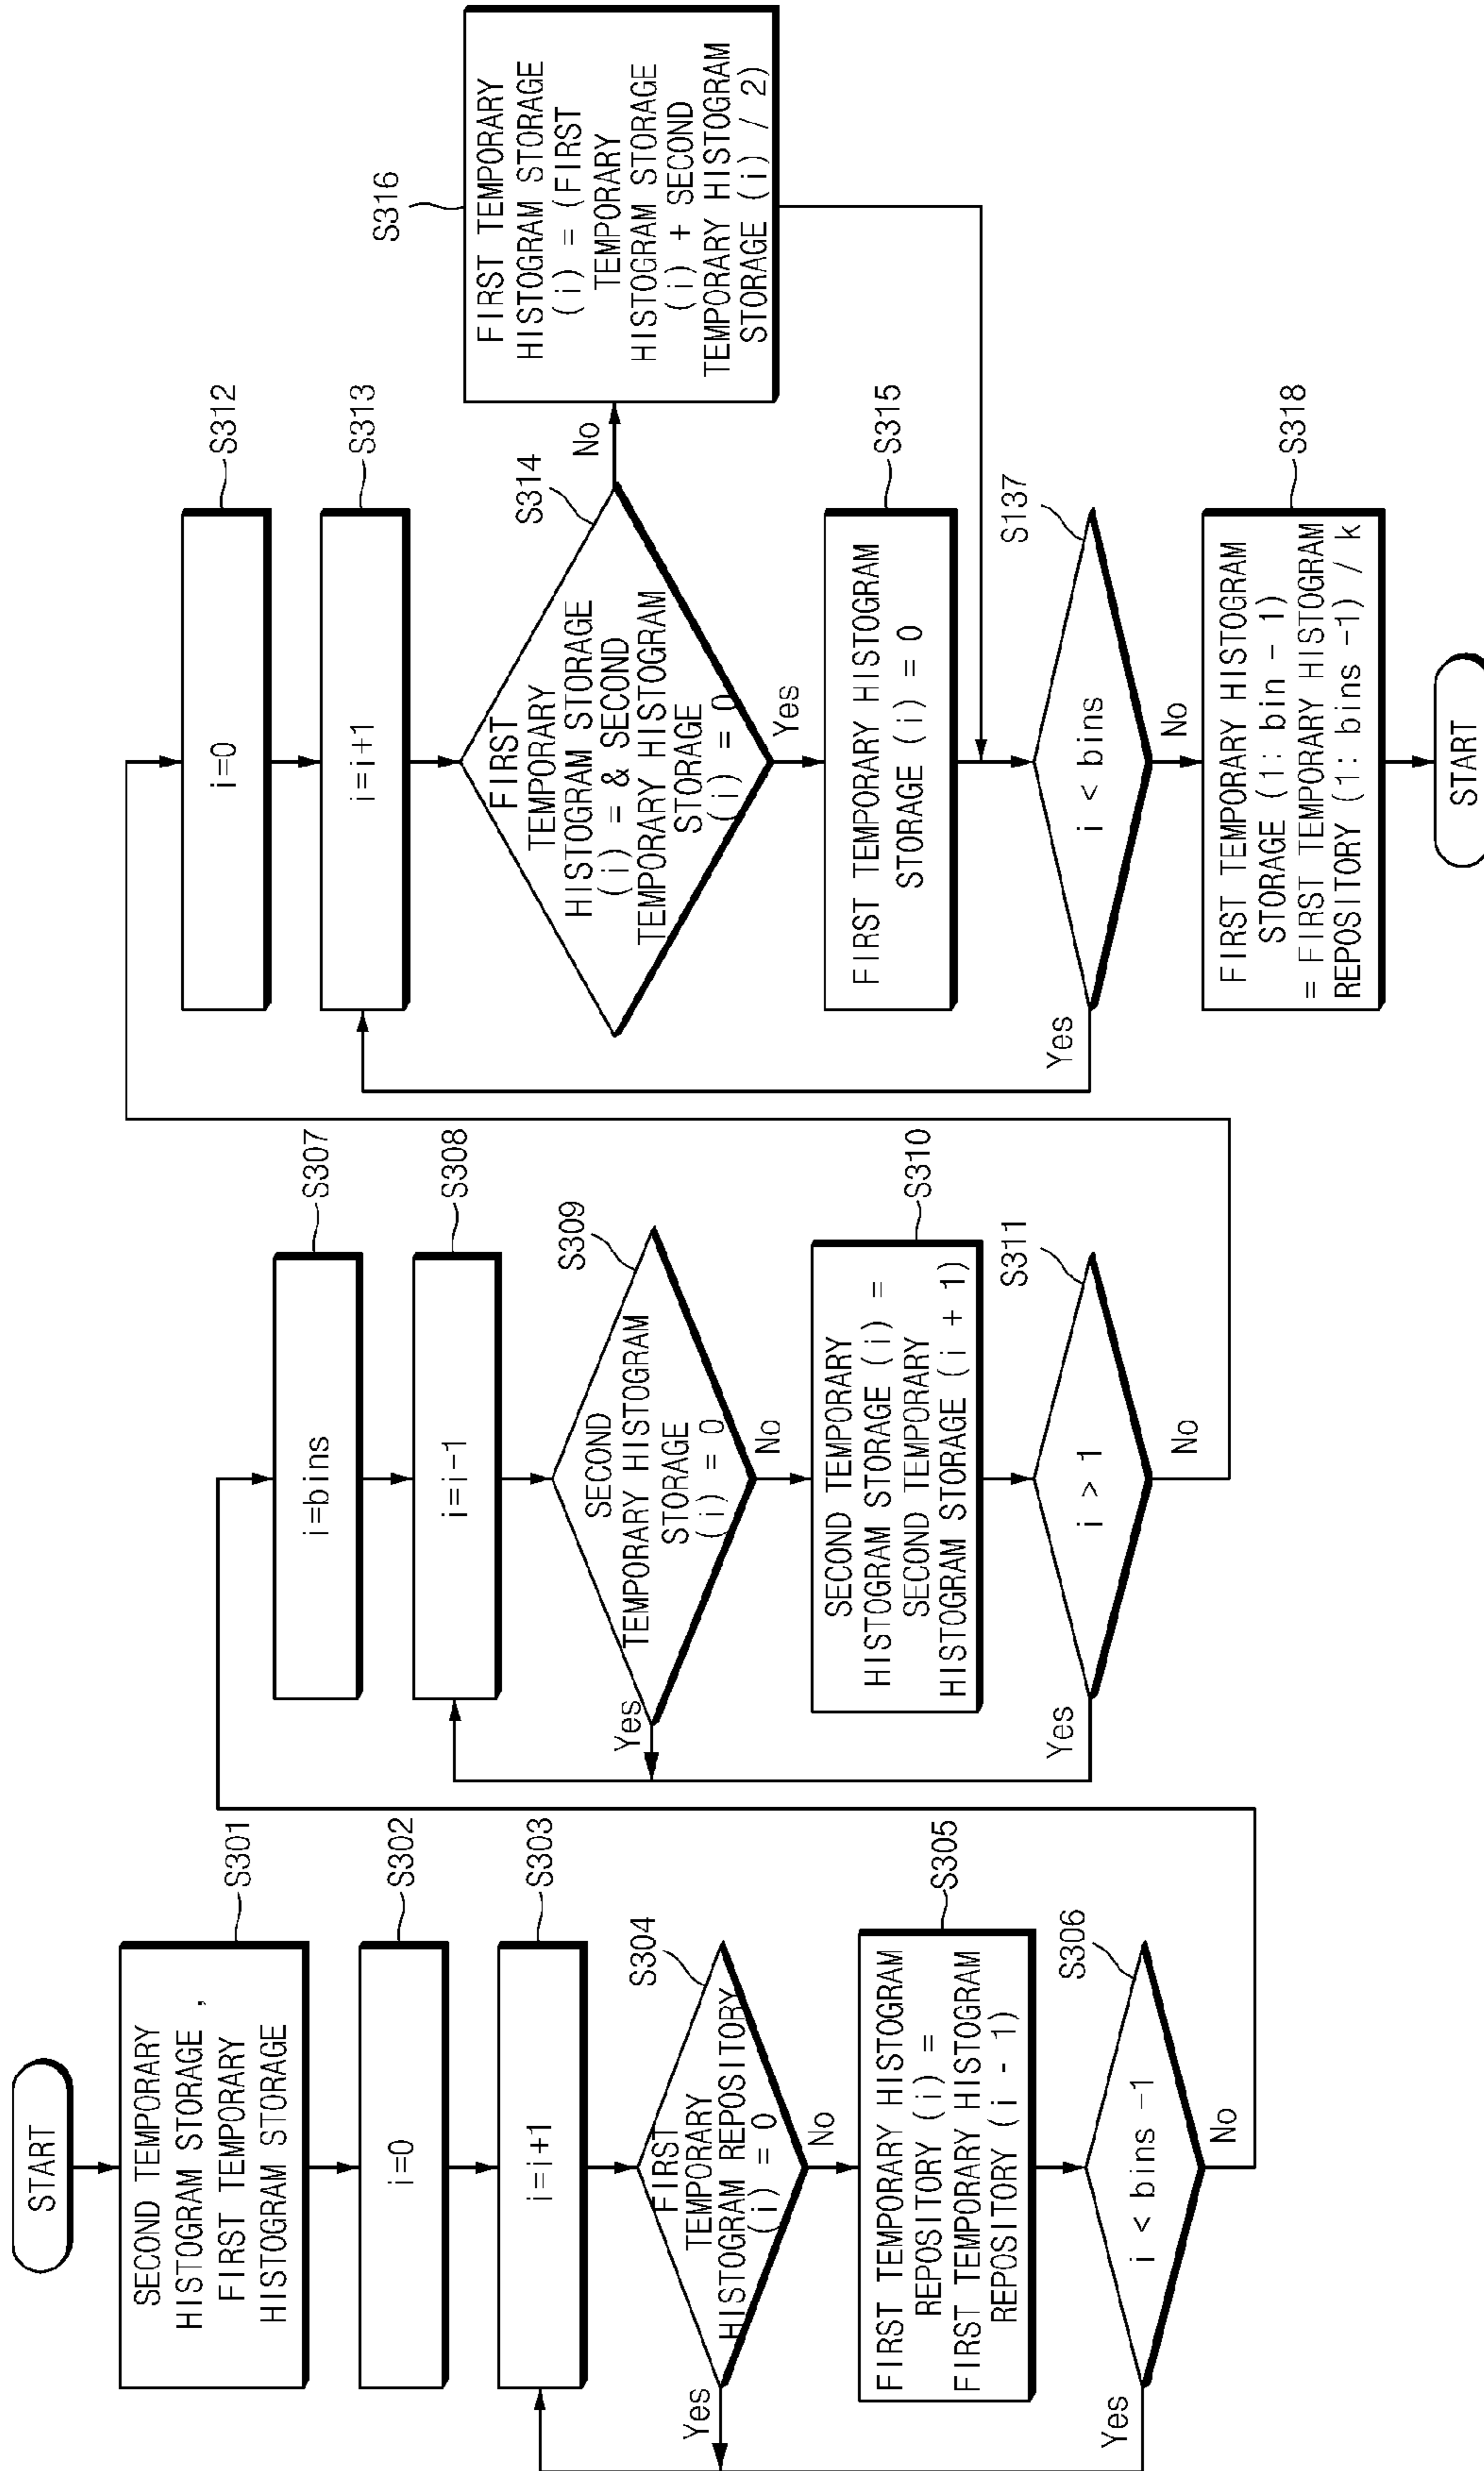 START
SECOND TEMPORARY
HISTOGRAM STORAGE,
FIRST TEMPORARY
HISTOGRAM STORAGE
S301
i=0
S302
i=i+1
S303
FIRST
TEMPORARY
HISTOGRAM REPOSITORY
(i) = 0
S304
Yes
No
FIRST TEMPORARY HISTOGRAM
REPOSITORY (i) =
FIRST TEMPORARY HISTOGRAM
REPOSITORY (i - 1)
S305
i < bins -1
S306
Yes
No
i=bins
S307
i=i-1
S308
SECOND
TEMPORARY HISTOGRAM
STORAGE
(i) = 0
S309
Yes
No
SECOND TEMPORARY
HISTOGRAM STORAGE (i) =
SECOND TEMPORARY
HISTOGRAM STORAGE (i + 1)
S310
i > 1
S311
Yes
No
i=0
S312
i=i+1
S313
FIRST
TEMPORARY
HISTOGRAM STORAGE
(i) = & SECOND
TEMPORARY HISTOGRAM
STORAGE
(i) = 0
S314
No
Yes
FIRST TEMPORARY
HISTOGRAM STORAGE
(i) = (FIRST
TEMPORARY
HISTOGRAM STORAGE
(i) + SECOND
TEMPORARY HISTOGRAM
STORAGE (i) / 2)
S316
FIRST TEMPORARY HISTOGRAM
STORAGE (i) = 0
S315
i < bins
S137
Yes
No
FIRST TEMPORARY HISTOGRAM
STORAGE (1: bin - 1)
= FIRST TEMPORARY HISTOGRAM
REPOSITORY (1: bins -1) / k
S318
START